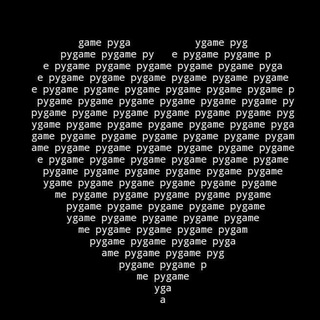 game pyga           ygame pyg
pygame pygame py   e pygame pygame p
e pygame pygame pygame pygame pygame pyga
e pygame pygame pygame pygame pygame pygame
e pygame pygame pygame pygame pygame pygame p
pygame pygame pygame pygame pygame pygame py
pygame pygame pygame pygame pygame pygame pyg
ygame pygame pygame pygame pygame pygame pyga
game pygame pygame pygame pygame pygame pygam
ame pygame pygame pygame pygame pygame pygame
e pygame pygame pygame pygame pygame pygame
pygame pygame pygame pygame pygame pygame
ygame pygame pygame pygame pygame pygame
me pygame pygame pygame pygame pygame
pygame pygame pygame pygame pygame
ygame pygame pygame pygame pygame
me pygame pygame pygame pygam
pygame pygame pygame pyga
ame pygame pygame pyg
pygame pygame p
me pygame
yga
a